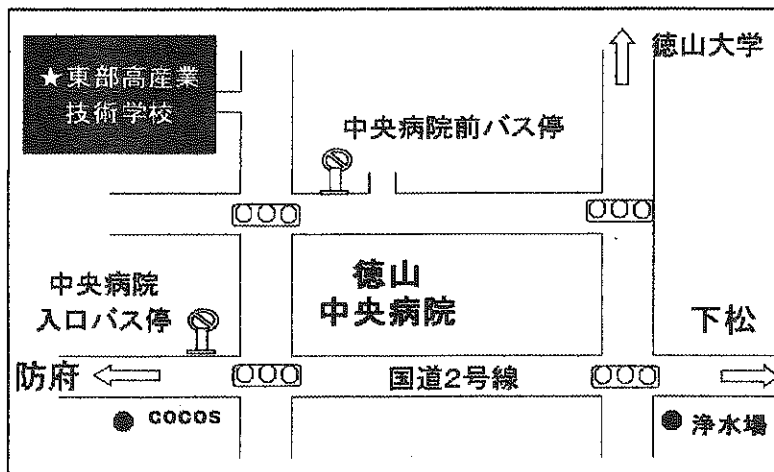 ★東部高産業
技術学校
徳山大学
中央病院前バス停
中央病院
入口バス停
徳山
中央病院
下松
防府
国道2号線
cocos
浄水場